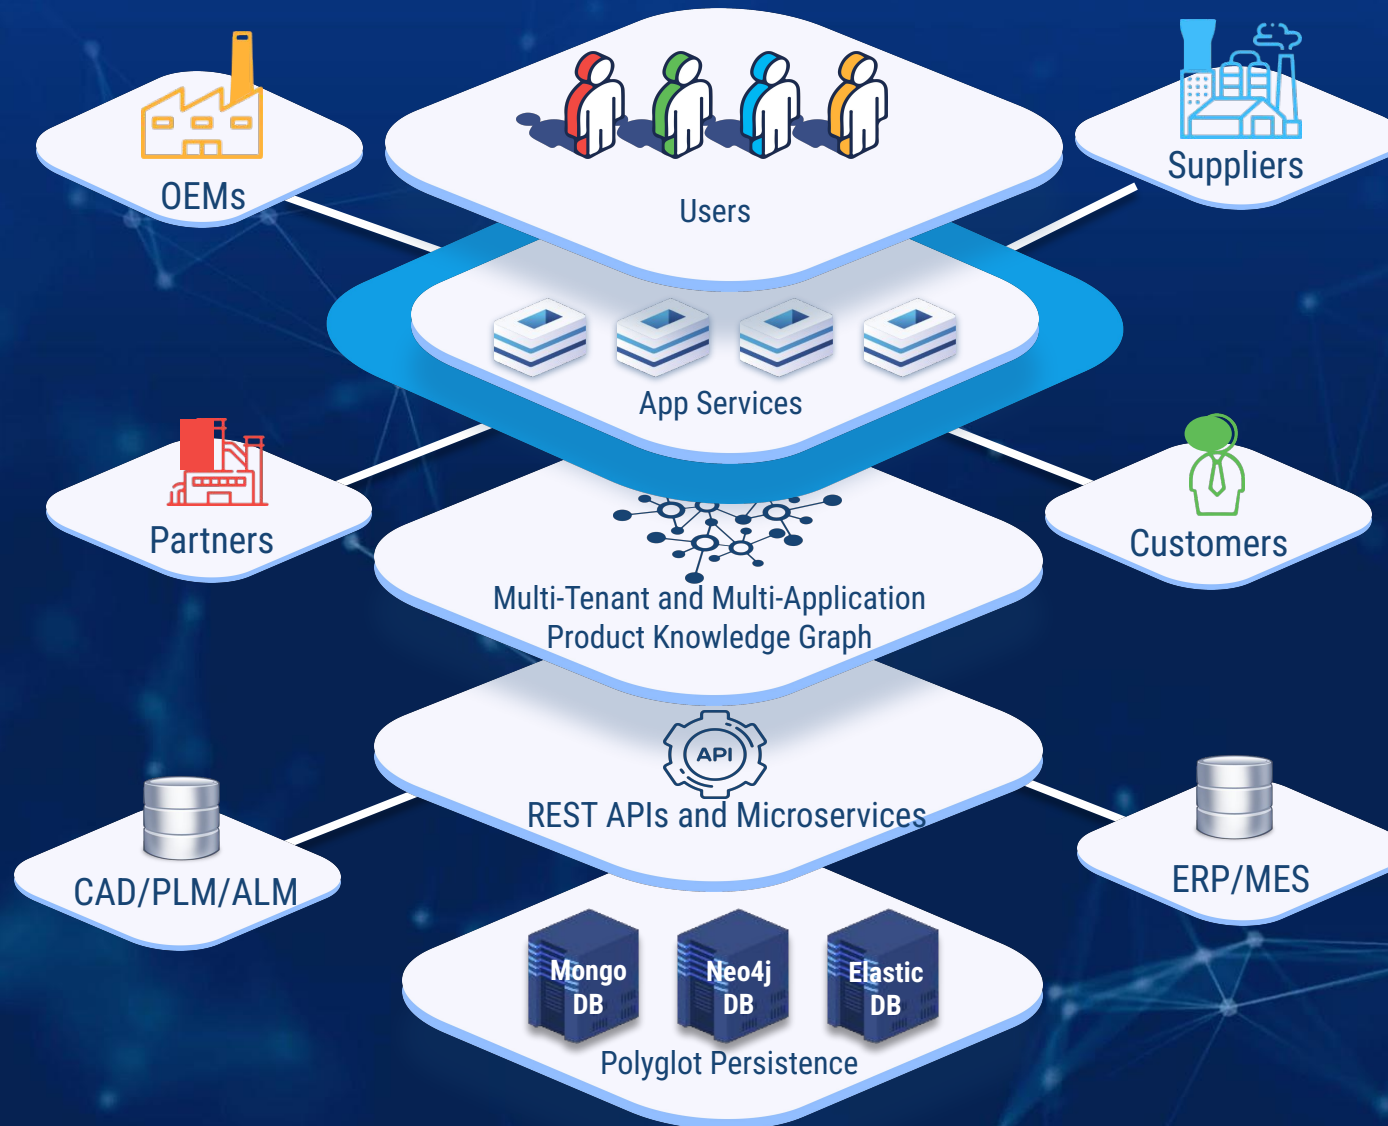 OEMs
Users
Suppliers
App Services
Partners
Customers
Multi-Tenant and Multi-Application
Product Knowledge Graph
API
REST APIs and Microservices
CAD/PLM/ALM
ERP/MES
Mongo
DB
Neo4j
DB
Elastic
DB
Polyglot Persistence